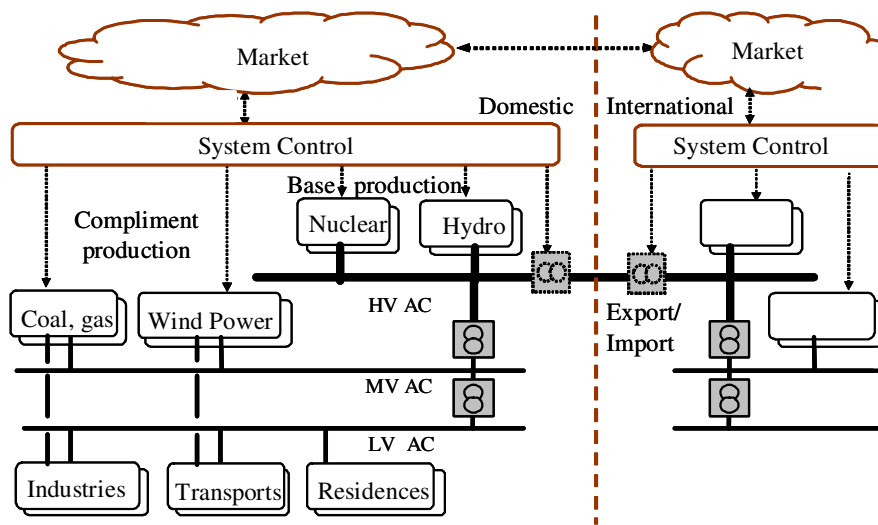 Market
Market
Domestic
International
System Control
System Control
Base production
Nuclear
Hydro
Compliment
production
HV AC
Export/
Import
Coal, gas
Wind Power
MV AC
LV AC
Industries
Transports
Residences